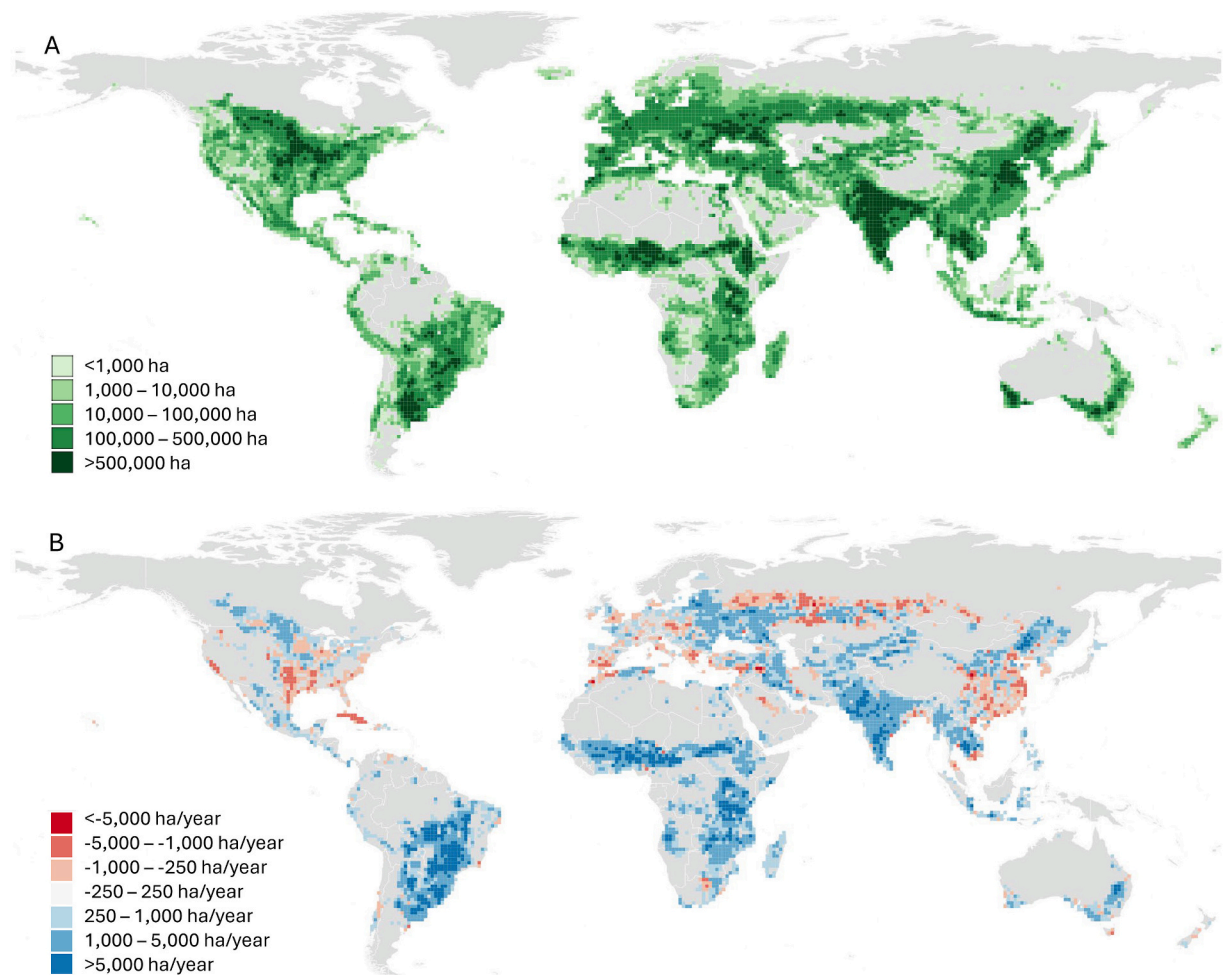 A
<1,000 ha
1,000 – 10,000 ha
10,000 – 100,000 ha
100,000 – 500,000 ha
>500,000 ha
B
<-5,000 ha/year
-5,000 – -1,000 ha/year
-1,000 – -250 ha/year
-250 – 250 ha/year
250 – 1,000 ha/year
1,000 – 5,000 ha/year
>5,000 ha/year